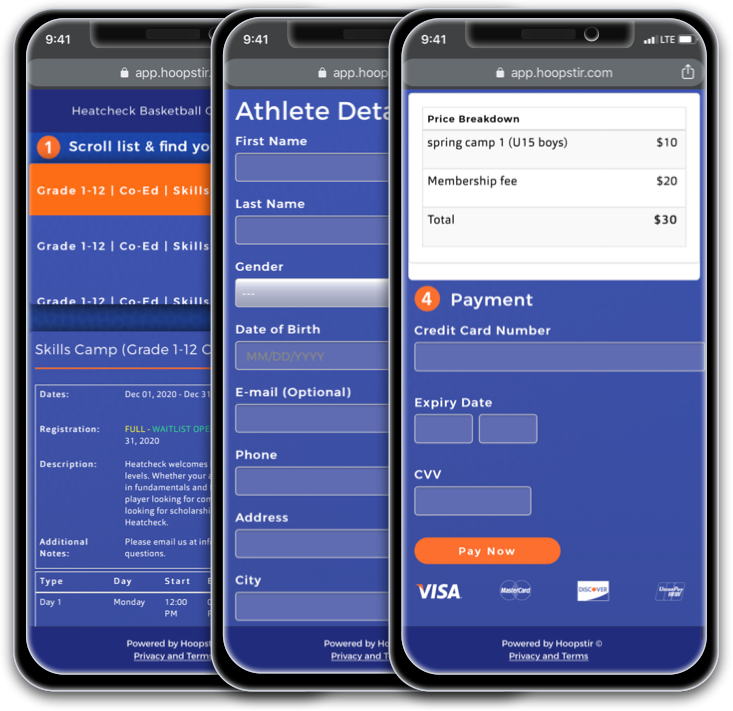 9:41
app.hoopstir.
Heatcheck Basketball
1 Scroll list & find yo
Grade 1-12 | Co-Ed | Skills
Grade 1-12 | Co-Ed | Skills
Grade 1-12 | Co-Ed | Skills
Skills Camp (Grade 1-12 C
Dates: Dec 01, 2020 - Dec 31
Registration: FULL - WAITLIST OPE
31, 2020
Description: Heatcheck welcomes
levels. Whether your a
in fundamentals and
player looking for com
looking for scholarshi
Heatcheck.
Additional Notes: Please email us at inf
questions.
Type Day Start
Day 1 Monday 12:00
PM
Powered by Hoopst
Privacy and Term
9:41
app.hoop
Athlete Deta
First Name
Last Name
Gender
---
Date of Birth
MM/DD/YYYY
E-mail (Optional)
Phone
Address
City
Powered by Ho
Privacy and T
9:41 LTE
app.hoopstir.com
Price Breakdown
spring camp 1 (U15 boys) $10
Membership fee $20
Total $30
4 Payment
Credit Card Number
Expiry Date
CVV
Pay Now
VISA MasterCard DISCOVER UnionPay
Powered by Hoopstir ©
Privacy and Terms